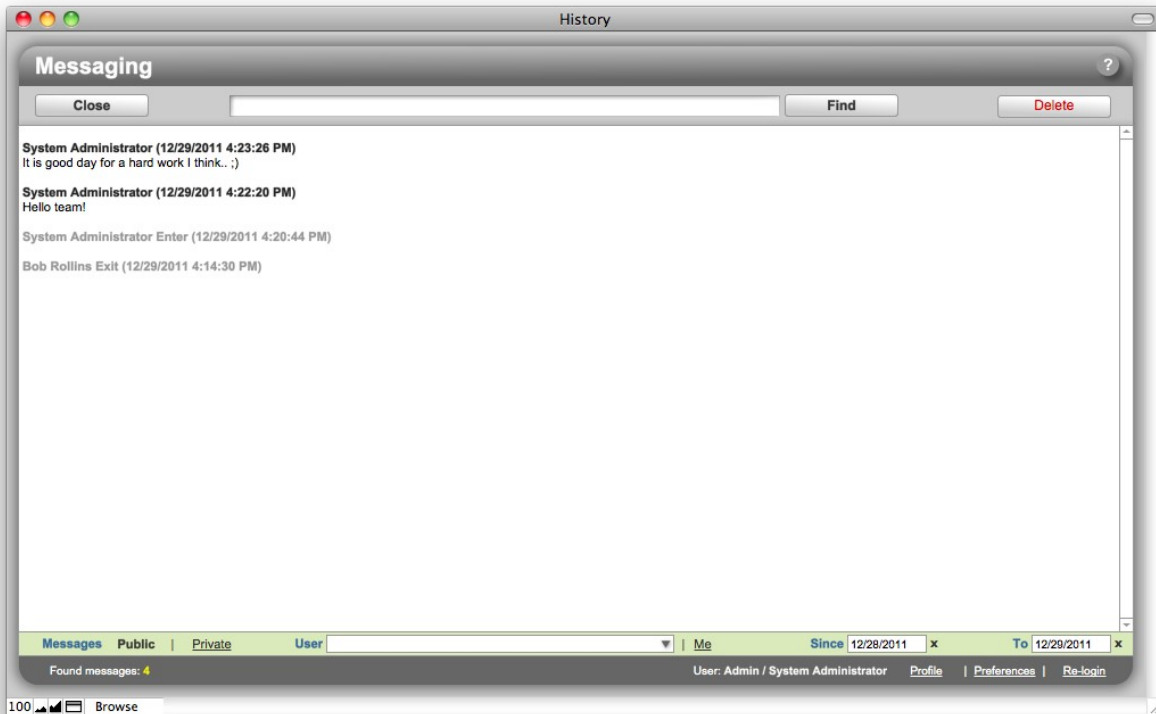 History
Messaging ?
Close Find Delete
System Administrator (12/29/2011 4:23:26 PM)
It is good day for a hard work I think.. ;)
System Administrator (12/29/2011 4:22:20 PM)
Hello team!
System Administrator Enter (12/29/2011 4:20:44 PM)
Bob Rollins Exit (12/29/2011 4:14:30 PM)
Messages Public | Private User | Me Since 12/28/2011 x To 12/29/2011 x
Found messages: 4 User: Admin / System Administrator Profile | Preferences | Re-login
100 Browse